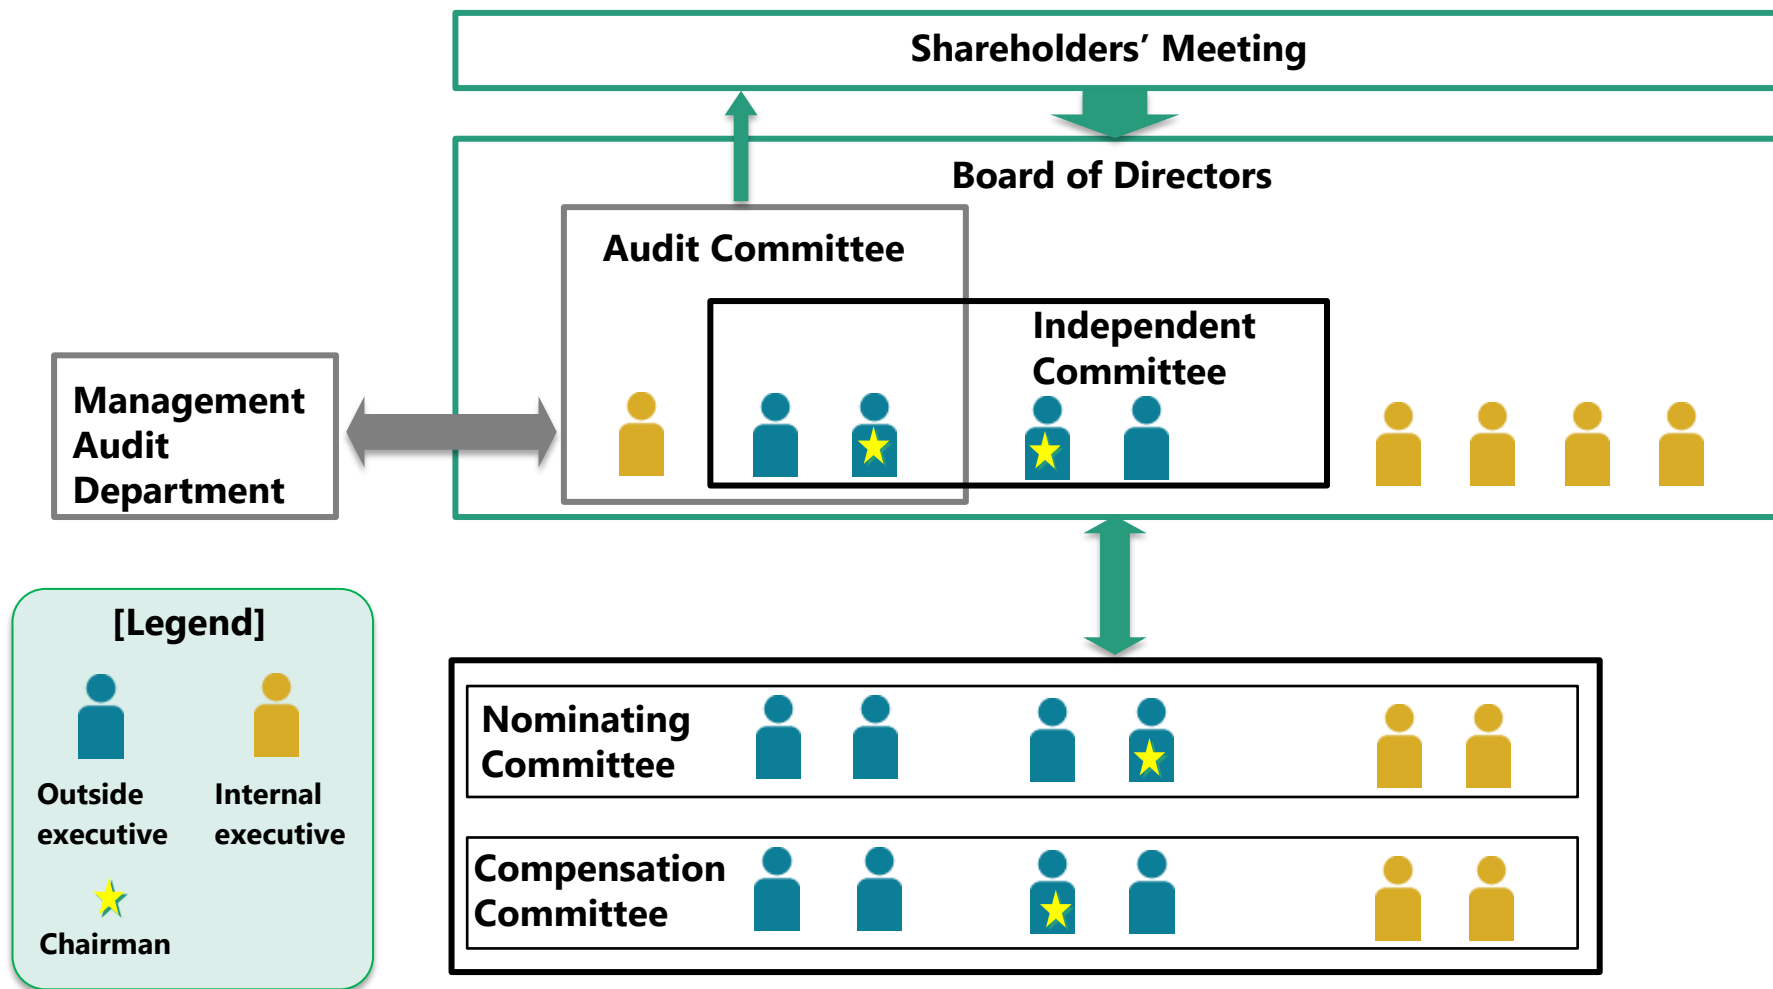 Shareholders’ Meeting
Board of Directors
Audit Committee
Independent
Committee
Management
Audit
Department
[Legend]
Outside
executive
Internal
executive
Chairman
Nominating
Committee
Compensation
Committee